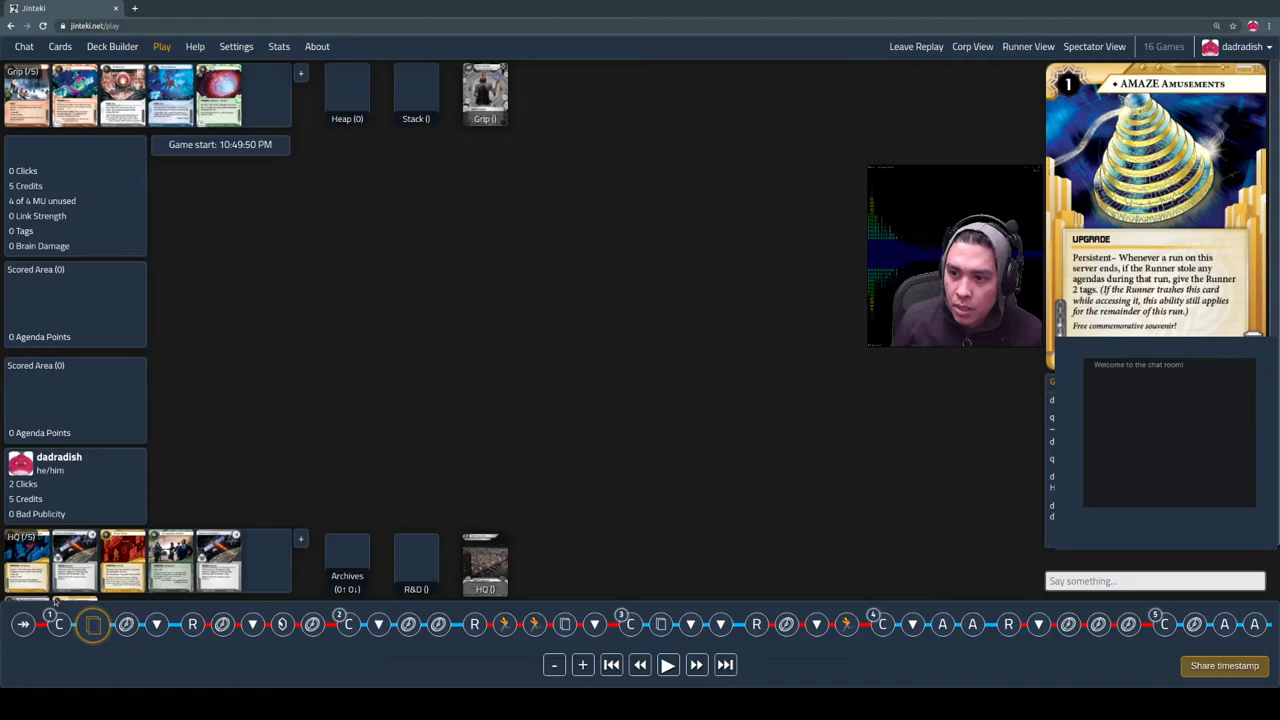 Jinteki
jinteki.net/play
Chat Cards Deck Builder Play Help Settings Stats About
Leave Replay Corp View Runner View Spectator View 16 Games dadradish
Grip (/5)
Heap (0)
Stack ()
Grip ()
Game start: 10:49:50 PM
0 Clicks
5 Credits
4 of 4 MU unused
0 Link Strength
0 Tags
0 Brain Damage
Scored Area (0)
0 Agenda Points
Scored Area (0)
0 Agenda Points
dadradish
he/him
2 Clicks
5 Credits
0 Bad Publicity
HQ (/5)
Archives
(0↑ 0↓)
R&D ()
HQ ()
1
AMAZE Amusements
UPGRADE
Persistent– Whenever a run on this
server ends, if the Runner stole any
agendas during that run, give the Runner
2 tags. (If the Runner trashes this card
while accessing it, this ability still applies
for the remainder of this run.)
Free commemorative souvenir!
Welcome to the chat room!
Say something...
1 C R 2 C R 3 C R 4 C A A R 5 C A A
- +
Share timestamp